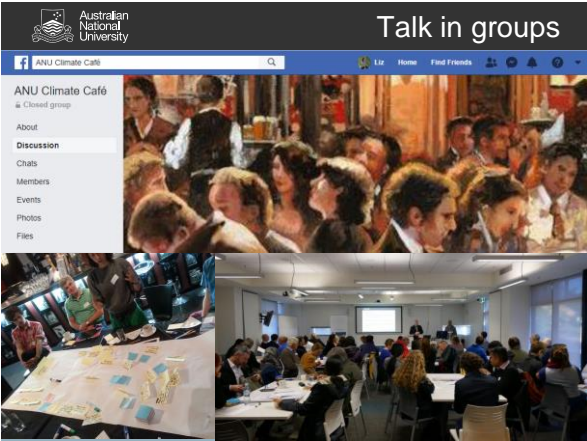 Australian
National
University
Talk in groups
ANU Climate Café
Liz
Home
Find Friends
ANU Climate Café
Closed group
About
Discussion
Chats
Members
Events
Photos
Files